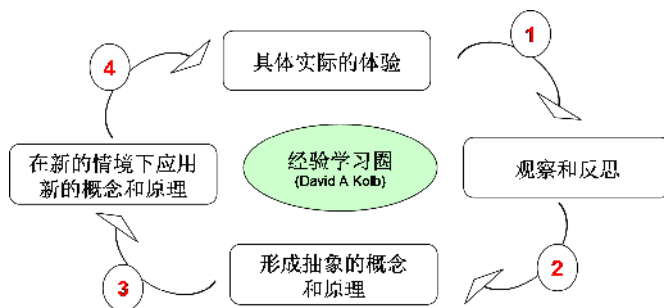 具体实际的体验
1
观察和反思
2
形成抽象的概念
和原理
3
在新的情境下应用
新的概念和原理
4
经验学习圈
{David A Kolb}